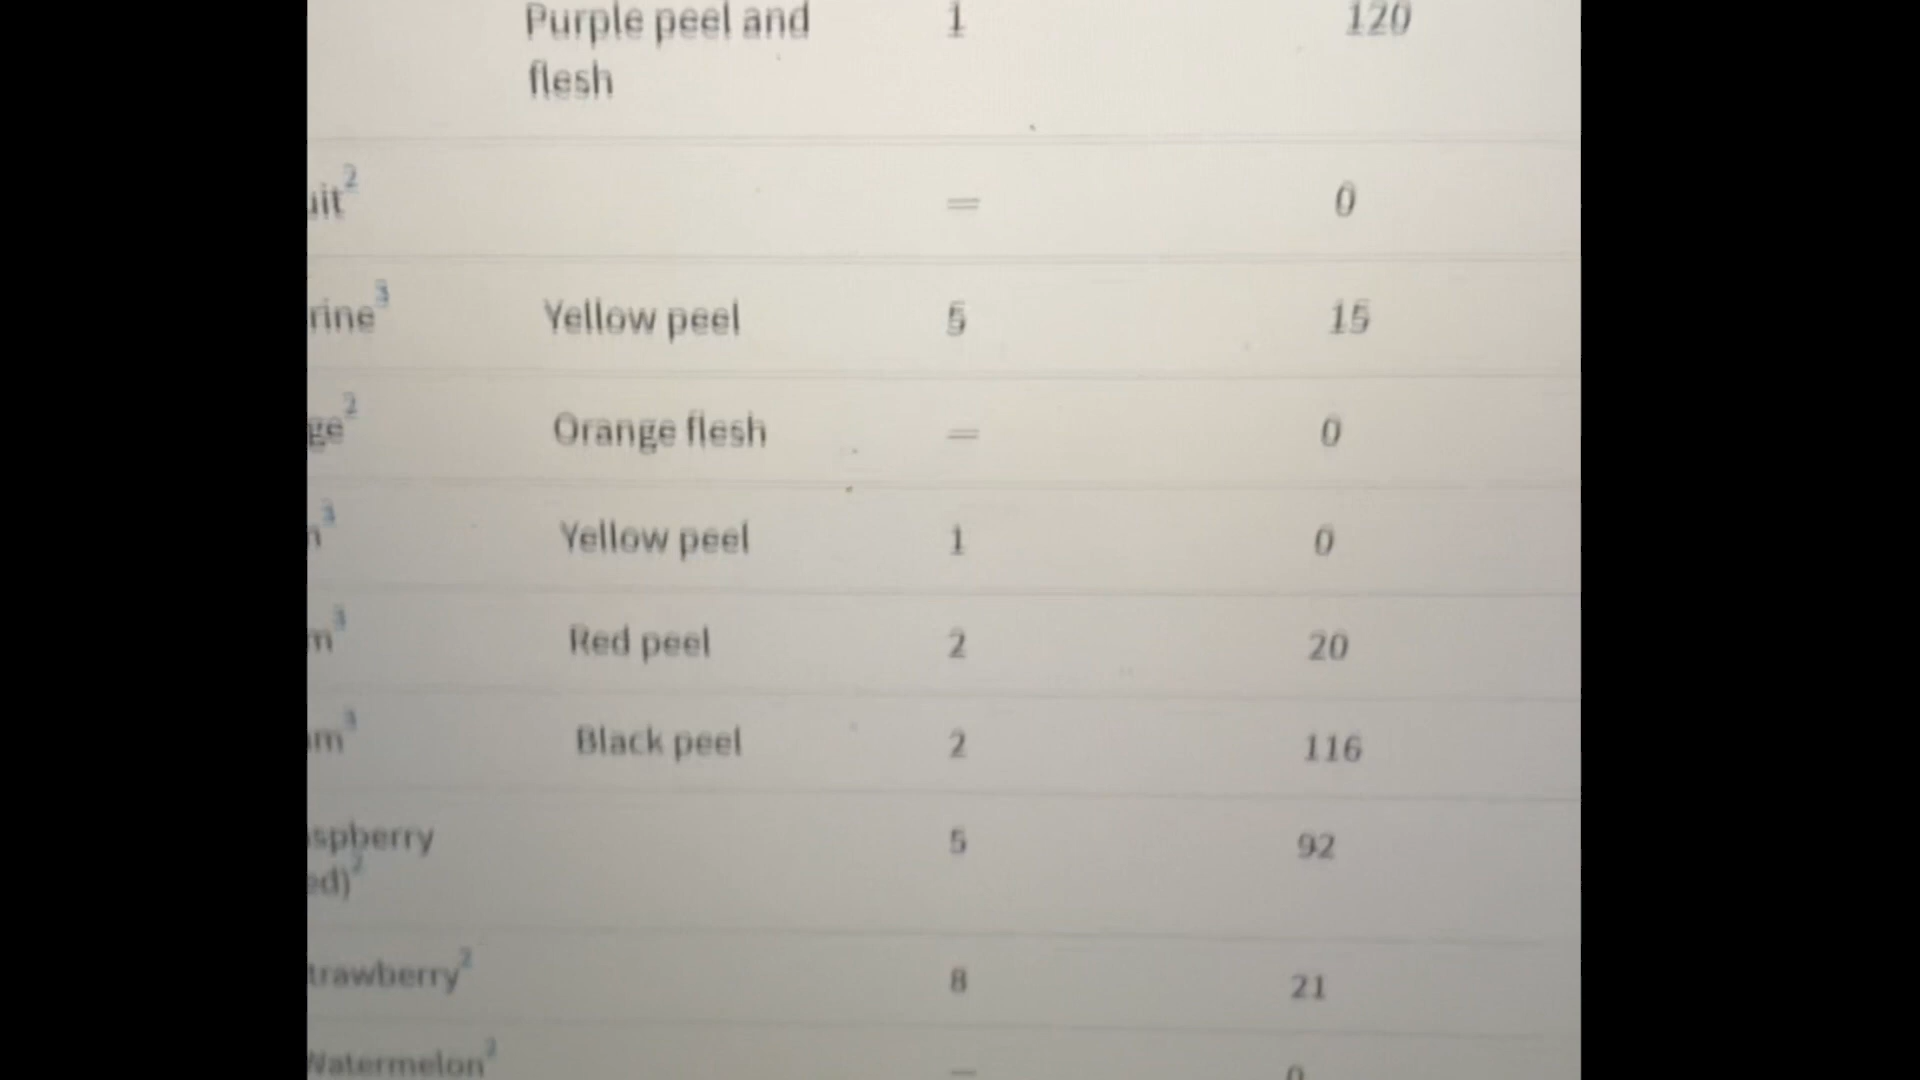 Purple peel and 1 120
flesh
uit² — 0
rine³ Yellow peel 5 15
ge² Orange flesh — 0
³ Yellow peel 1 0
m³ Red peel 2 20
m³ Black peel 2 116
spberry 5 92
ed)²
trawberry² 8 21
Watermelon³ — 0